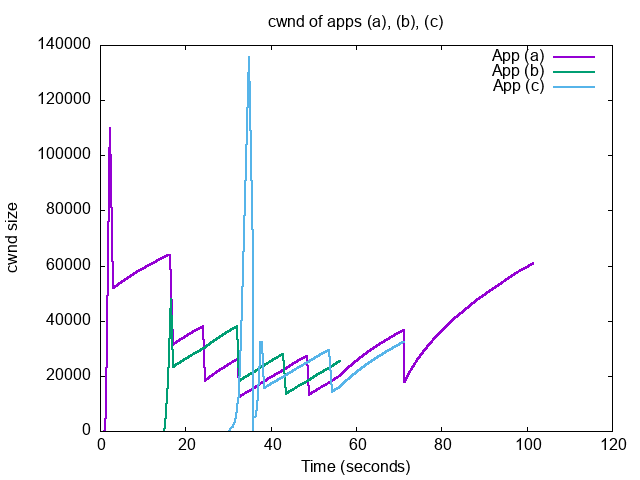 cwnd of apps (a), (b), (c)
140000
120000
100000
80000
60000
40000
20000
0
cwnd size
App (a)
App (b)
App (c)
0 20 40 60 80 100 120
Time (seconds)